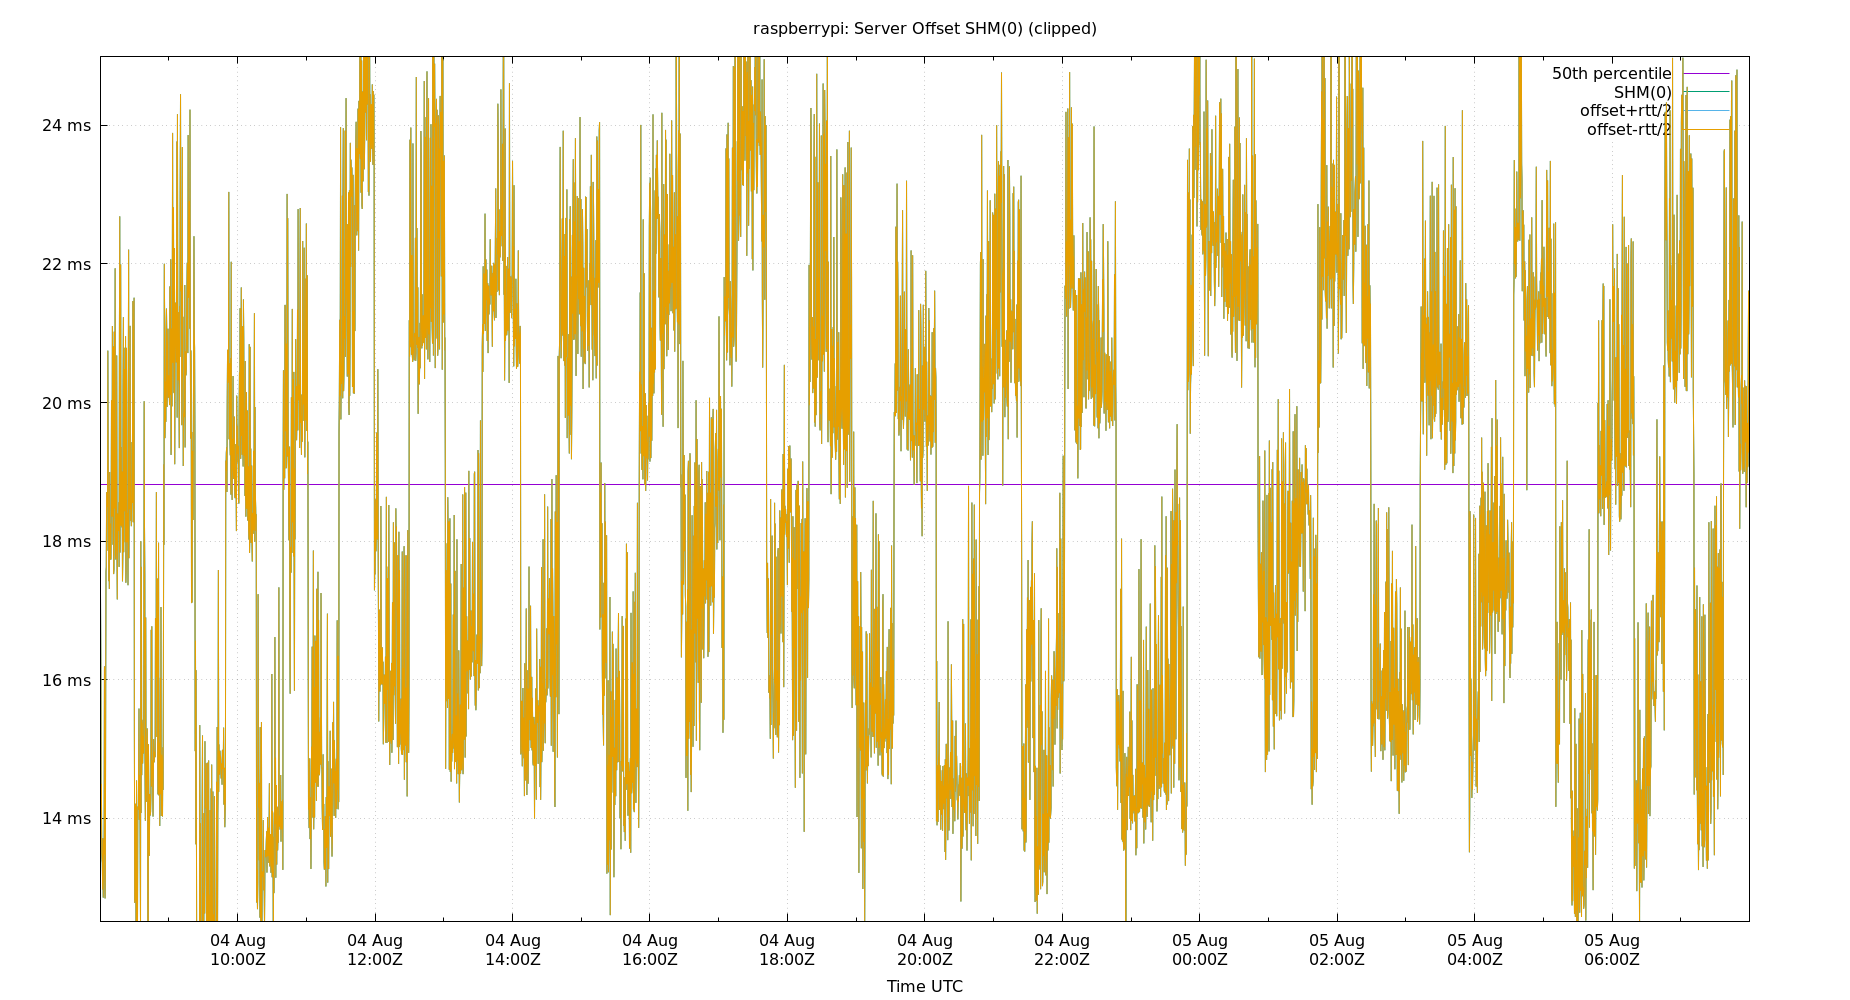 raspberrypi: Server Offset SHM(0) (clipped)
50th percentile
SHM(0)
offset+rtt/2
offset-rtt/2
24 ms
22 ms
20 ms
18 ms
16 ms
14 ms
04 Aug 04 Aug 04 Aug 04 Aug 04 Aug 04 Aug 04 Aug 05 Aug 05 Aug 05 Aug 05 Aug
10:00Z 12:00Z 14:00Z 16:00Z 18:00Z 20:00Z 22:00Z 00:00Z 02:00Z 04:00Z 06:00Z
Time UTC